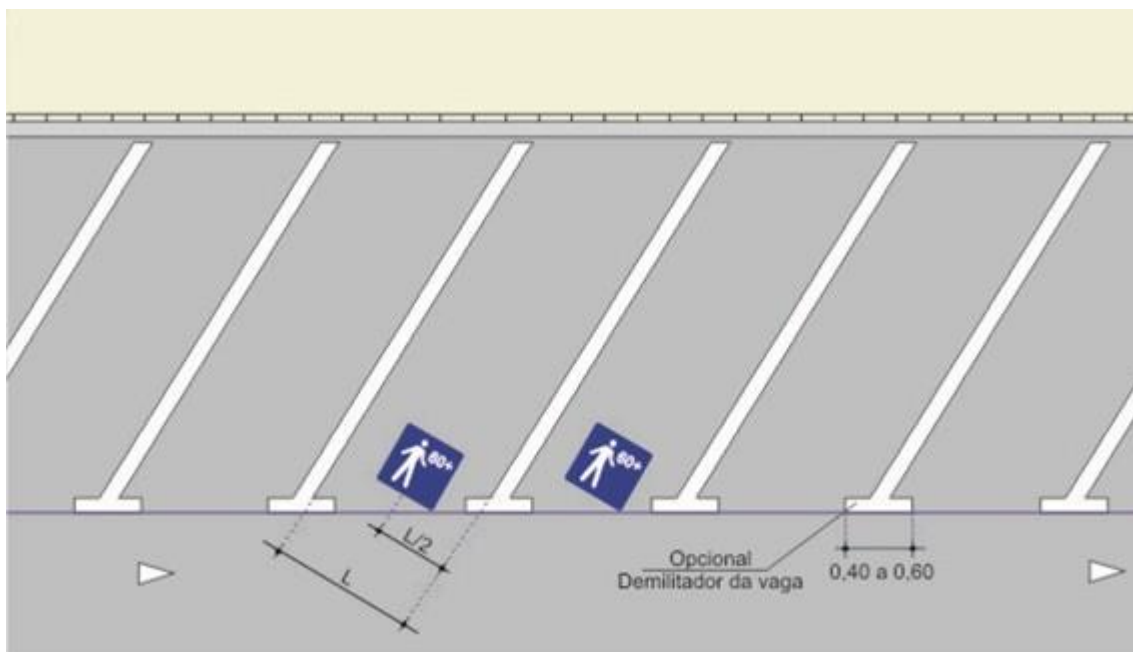 60+
60+
L/2
L
Opcional
Demilitador da vaga
0,40 a 0,60